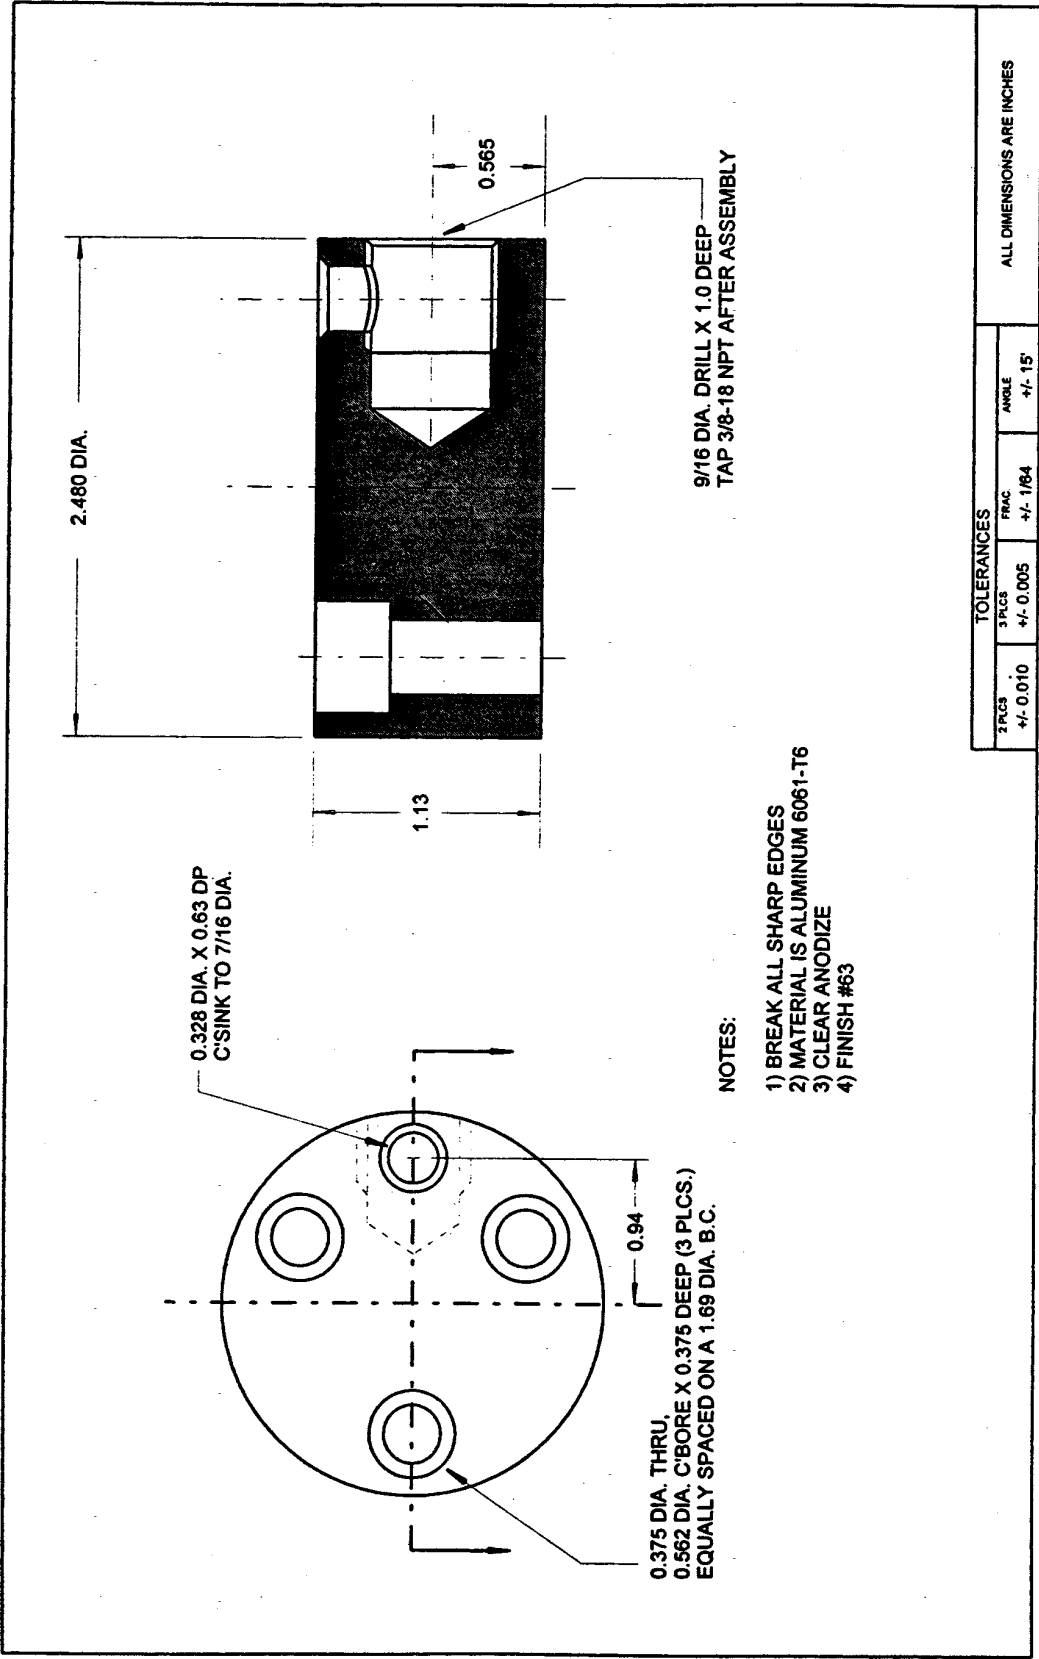 2.480 DIA.
0.565
9/16 DIA. DRILL X 1.0 DEEP
TAP 3/8-18 NPT AFTER ASSEMBLY
1.13
0.328 DIA. X 0.63 DP
C'SINK TO 7/16 DIA.
0.94
0.375 DIA. THRU,
0.562 DIA. C'BORE X 0.375 DEEP (3 PLCS.)
EQUALLY SPACED ON A 1.69 DIA. B.C.
NOTES:
1) BREAK ALL SHARP EDGES
2) MATERIAL IS ALUMINUM 6061-T6
3) CLEAR ANODIZE
4) FINISH #63
TOLERANCES
2 PLCS 3 PLCS FRAC. ANGLE
+/- 0.010 +/- 0.005 +/- 1/64 +/- 15'
ALL DIMENSIONS ARE INCHES